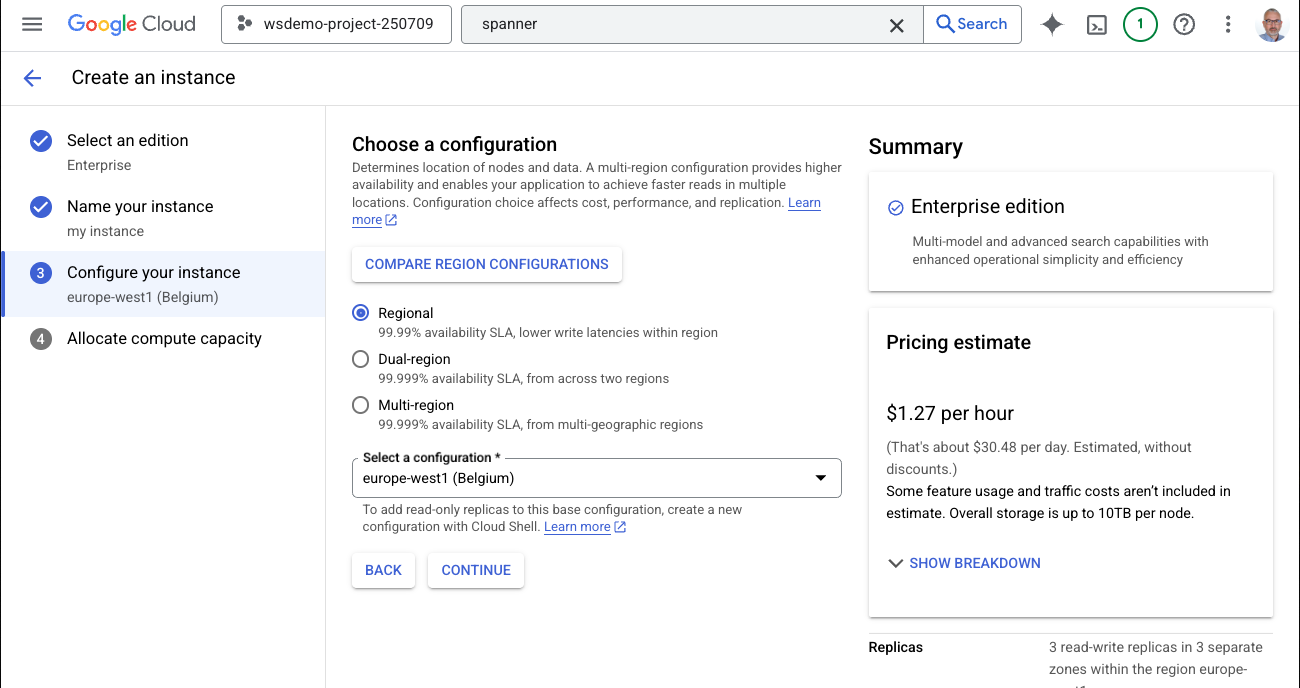 Google Cloud
wsdemo-project-250709
spanner
Search
1
Create an instance
Select an edition
Enterprise
Name your instance
my instance
3
Configure your instance
europe-west1 (Belgium)
4
Allocate compute capacity
Choose a configuration
Determines location of nodes and data. A multi-region configuration provides higher
availability and enables your application to achieve faster reads in multiple
locations. Configuration choice affects cost, performance, and replication. Learn
more
COMPARE REGION CONFIGURATIONS
Regional
99.99% availability SLA, lower write latencies within region
Dual-region
99.999% availability SLA, from across two regions
Multi-region
99.999% availability SLA, from multi-geographic regions
Select a configuration *
europe-west1 (Belgium)
To add read-only replicas to this base configuration, create a new
configuration with Cloud Shell. Learn more
BACK
CONTINUE
Summary
Enterprise edition
Multi-model and advanced search capabilities with
enhanced operational simplicity and efficiency
Pricing estimate
$1.27 per hour
(That's about $30.48 per day. Estimated, without
discounts.)
Some feature usage and traffic costs aren’t included in
estimate. Overall storage is up to 10TB per node.
SHOW BREAKDOWN
Replicas
3 read-write replicas in 3 separate
zones within the region europe-